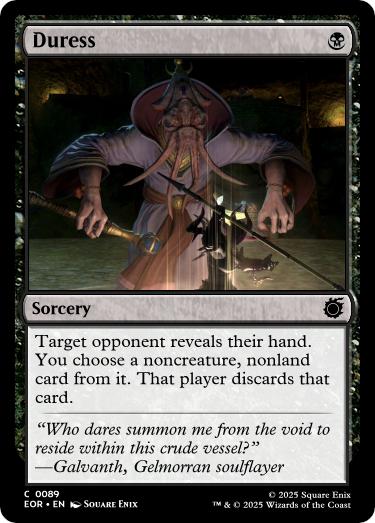 Duress
Sorcery
Target opponent reveals their hand.
You choose a noncreature, nonland
card from it. That player discards that
card.
“Who dares summon me from the void to
reside within this crude vessel?”
—Galvanth, Gelmorran soulflayer
C 0089
EOR • EN SQUARE ENIX
© 2025 Square Enix
™ & © 2025 Wizards of the Coast